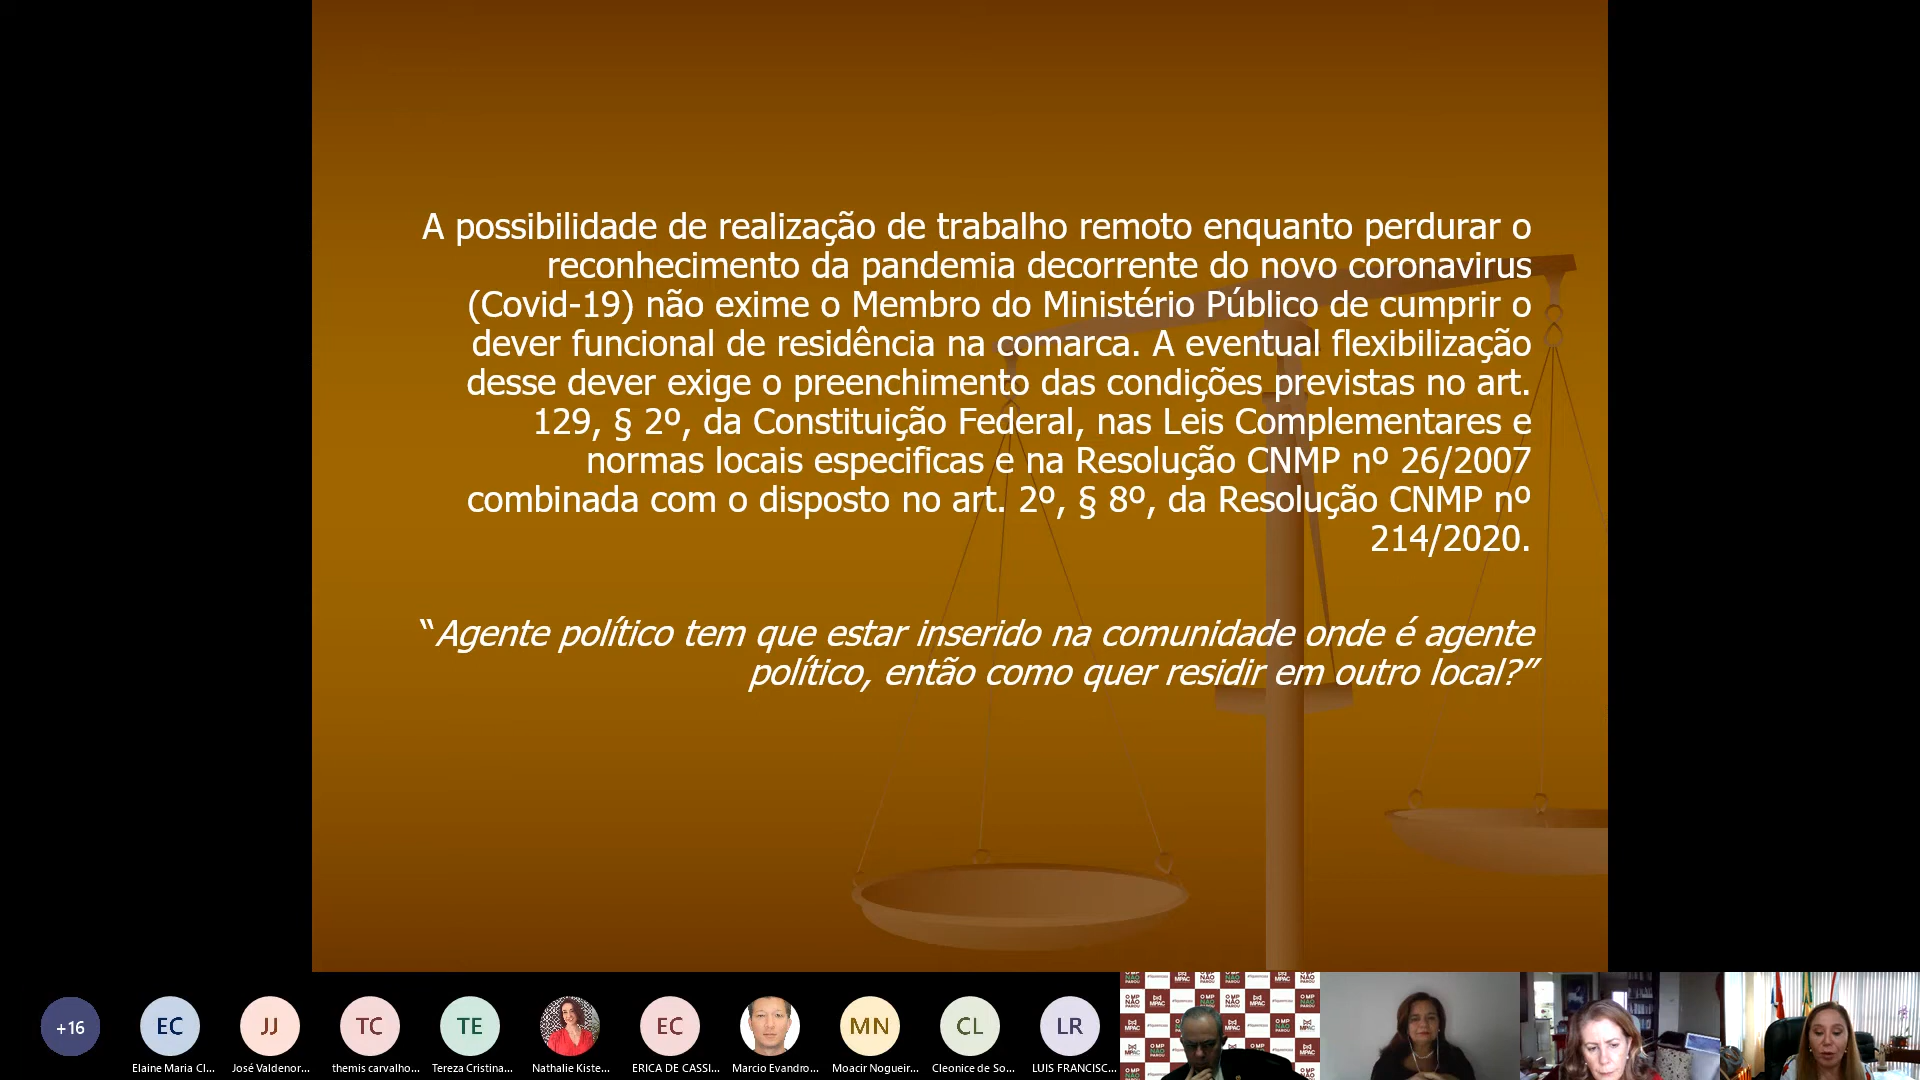 A possibilidade de realização de trabalho remoto enquanto perdurar o
reconhecimento da pandemia decorrente do novo coronavirus
(Covid-19) não exime o Membro do Ministério Público de cumprir o
dever funcional de residência na comarca. A eventual flexibilização
desse dever exige o preenchimento das condições previstas no art.
129, § 2º, da Constituição Federal, nas Leis Complementares e
normas locais especificas e na Resolução CNMP nº 26/2007
combinada com o disposto no art. 2º, § 8º, da Resolução CNMP nº
214/2020.
“Agente político tem que estar inserido na comunidade onde é agente
político, então como quer residir em outro local?”
+16
EC
JJ
TC
TE
EC
MN
CL
LR
Elaine Maria Cl...
José Valdenor...
themis carvalho...
Tereza Cristina...
Nathalie Kiste...
ERICA DE CASSI...
Marcio Evandro...
Moacir Nogueir...
Cleonice de So...
LUIS FRANCISC...
O MP NÃO PAROU
MPAC